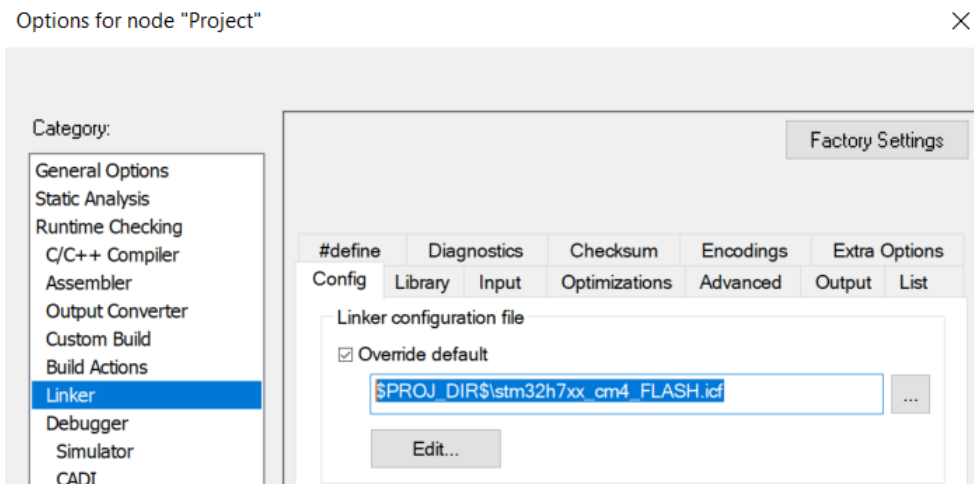 Options for node "Project"
Category:
General Options
Static Analysis
Runtime Checking
C/C++ Compiler
Assembler
Output Converter
Custom Build
Build Actions
Linker
Debugger
Simulator
CADI
Factory Settings
#define Diagnostics Checksum Encodings Extra Options
Config Library Input Optimizations Advanced Output List
Linker configuration file
Override default
$PROJ_DIR$\stm32h7xx_cm4_FLASH.icf
...
Edit...